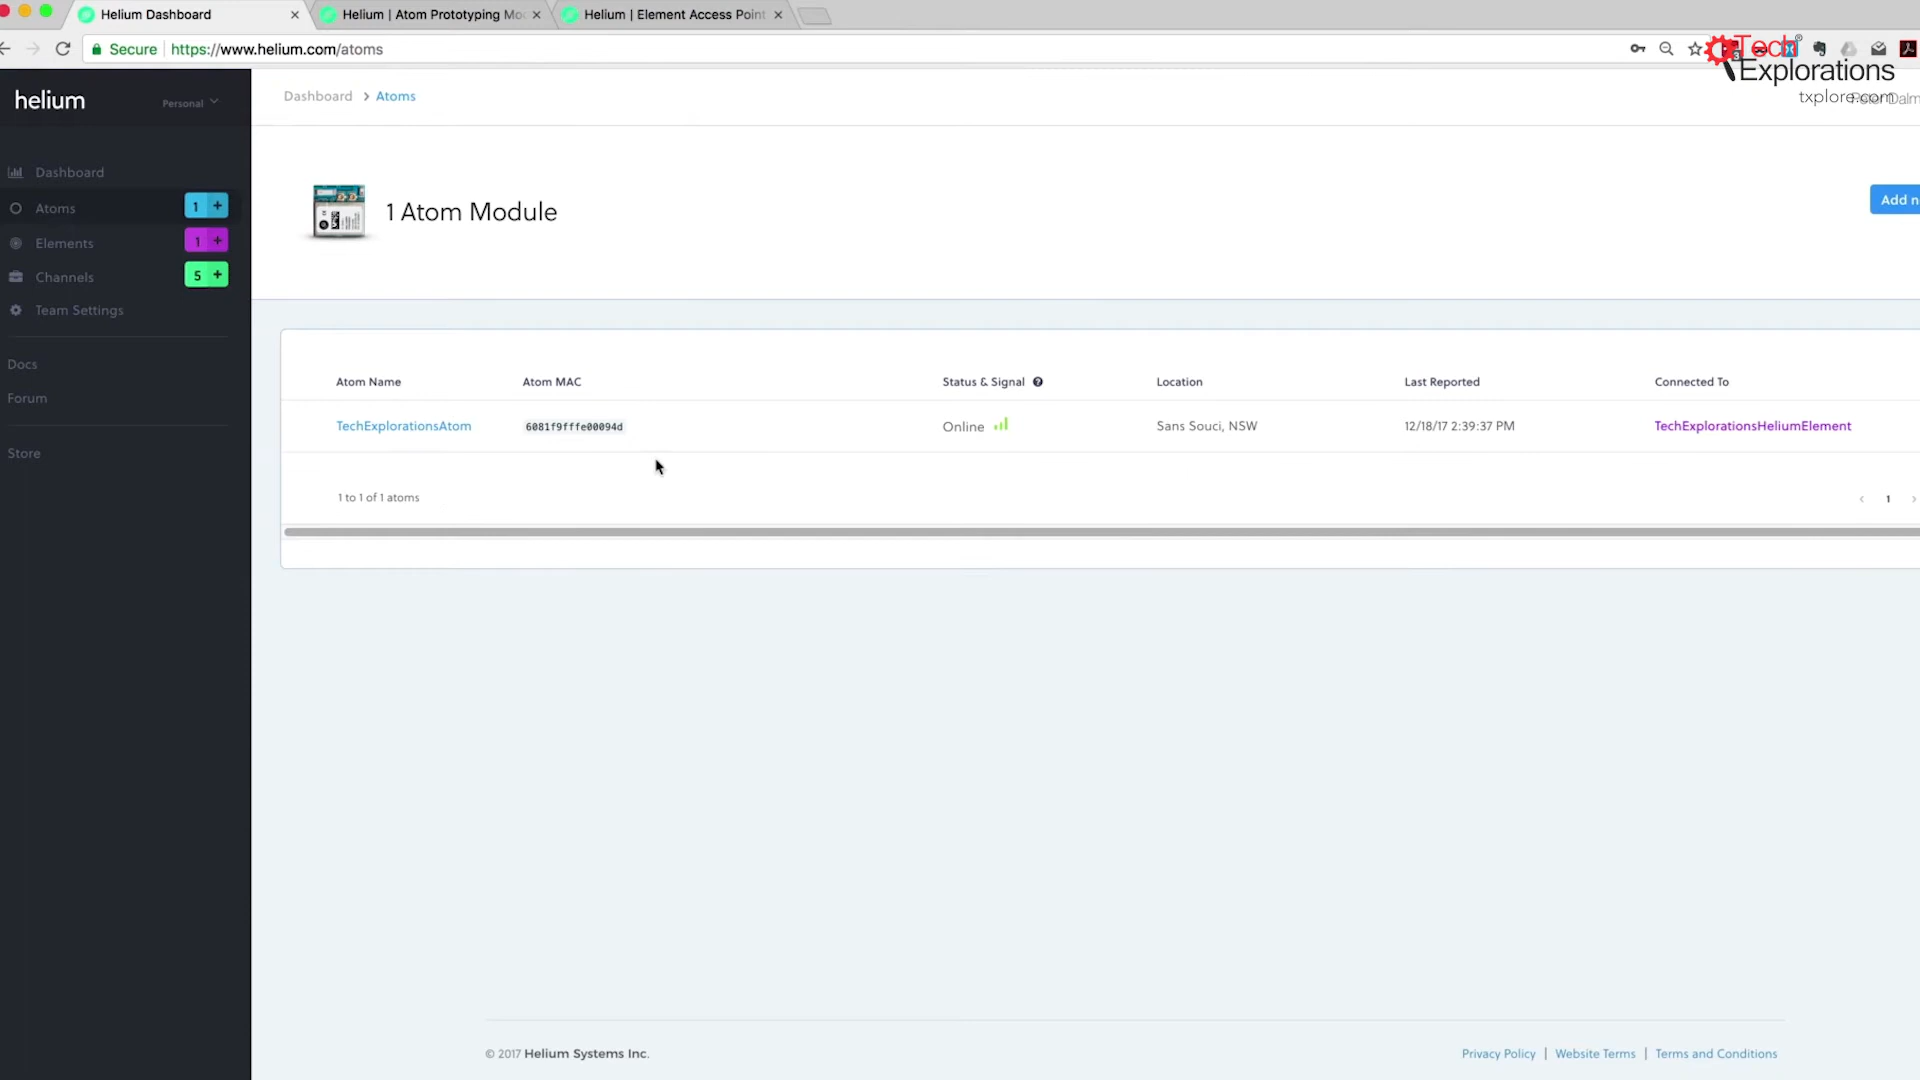 Helium Dashboard
Helium | Atom Prototyping Mo
Helium | Element Access Point
Secure
https://www.helium.com/atoms
Tech
Explorations
txplore.com
helium
Personal
Dashboard > Atoms
Dashboard
Atoms 1 +
Elements 1 +
Channels 5 +
Team Settings
Docs
Forum
Store
1 Atom Module
Add n
Atom Name Atom MAC Status & Signal ? Location Last Reported Connected To
TechExplorationsAtom 6081f9fffe00094d Online Sans Souci, NSW 12/18/17 2:39:37 PM TechExplorationsHeliumElement
1 to 1 of 1 atoms
‹ 1 ›
© 2017 Helium Systems Inc.
Privacy Policy | Website Terms | Terms and Conditions